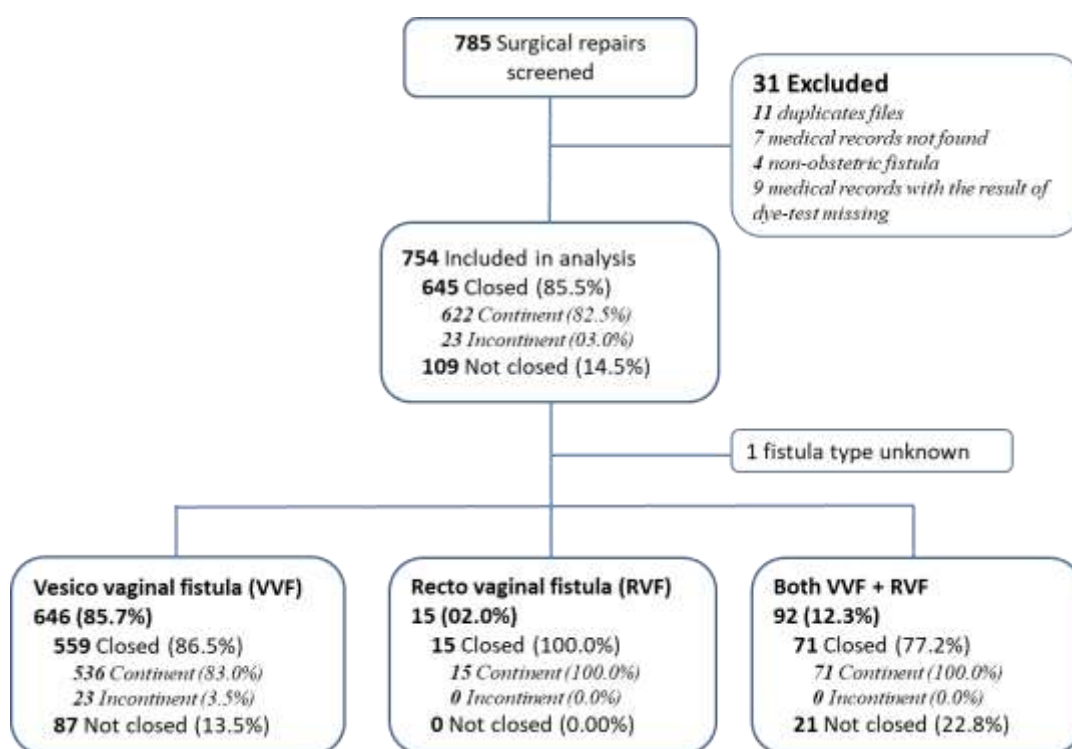 785 Surgical repairs
screened
31 Excluded
11 duplicates files
7 medical records not found
4 non-obstetric fistula
9 medical records with the result of
dye-test missing
754 Included in analysis
645 Closed (85.5%)
622 Continent (82.5%)
23 Incontinent (03.0%)
109 Not closed (14.5%)
1 fistula type unknown
Vesico vaginal fistula (VVF)
646 (85.7%)
559 Closed (86.5%)
536 Continent (83.0%)
23 Incontinent (3.5%)
87 Not closed (13.5%)
Recto vaginal fistula (RVF)
15 (02.0%)
15 Closed (100.0%)
15 Continent (100.0%)
0 Incontinent (0.0%)
0 Not closed (0.00%)
Both VVF + RVF
92 (12.3%)
71 Closed (77.2%)
71 Continent (100.0%)
0 Incontinent (0.0%)
21 Not closed (22.8%)